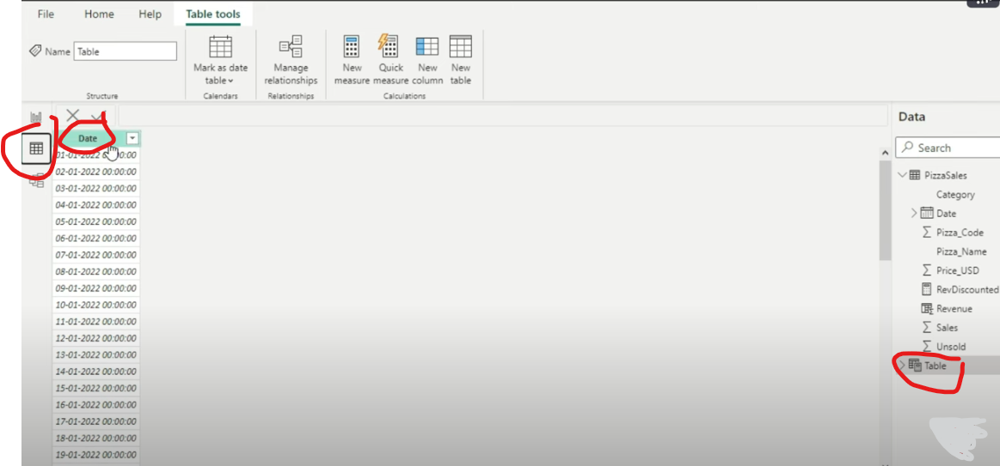 File Home Help Table tools
Name Table
Mark as date table
Manage relationships
New measure
Quick measure
New column
New table
Structure Calendars Relationships Calculations
Data
Search
Date
01-01-2022 00:00:00
02-01-2022 00:00:00
03-01-2022 00:00:00
04-01-2022 00:00:00
05-01-2022 00:00:00
06-01-2022 00:00:00
07-01-2022 00:00:00
08-01-2022 00:00:00
09-01-2022 00:00:00
10-01-2022 00:00:00
11-01-2022 00:00:00
12-01-2022 00:00:00
13-01-2022 00:00:00
14-01-2022 00:00:00
15-01-2022 00:00:00
16-01-2022 00:00:00
17-01-2022 00:00:00
18-01-2022 00:00:00
19-01-2022 00:00:00
PizzaSales
Category
Date
Pizza_Code
Pizza_Name
Price_USD
RevDiscounted
Revenue
Sales
Unsold
Table